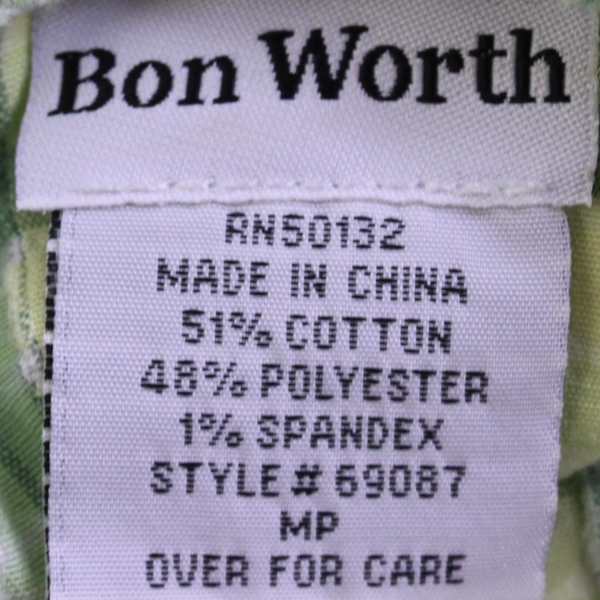 Bon Worth
RN50132
MADE IN CHINA
51% COTTON
48% POLYESTER
1% SPANDEX
STYLE # 69087
MP
OVER FOR CARE